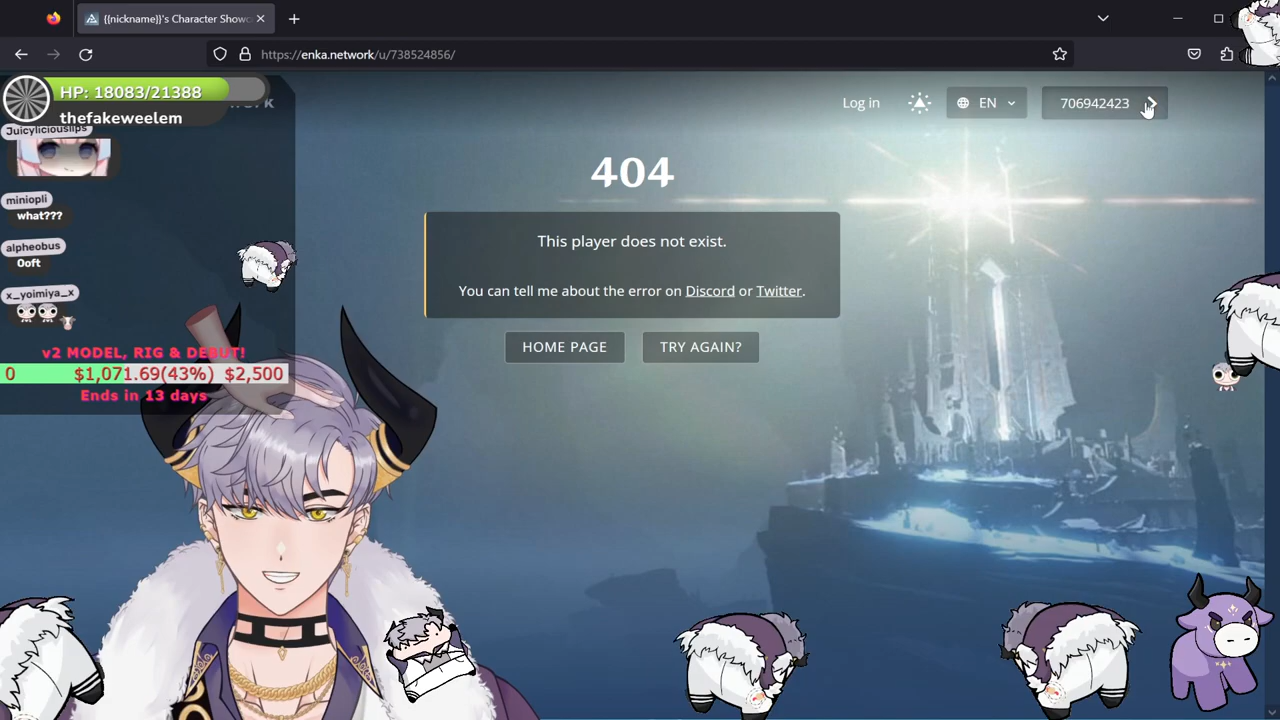 {{nickname}}'s Character Showc
https://enka.network/u/738524856/
HP: 18083/21388
thefakeweelem
Log in
EN
706942423
Juicyliciouslips
404
miniopli
what???
This player does not exist.
alpheobus
Ooft
You can tell me about the error on Discord or Twitter.
x_yoimiya_x
HOME PAGE
TRY AGAIN?
v2 MODEL, RIG & DEBUT!
0 $1,071.69(43%) $2,500
Ends in 13 days